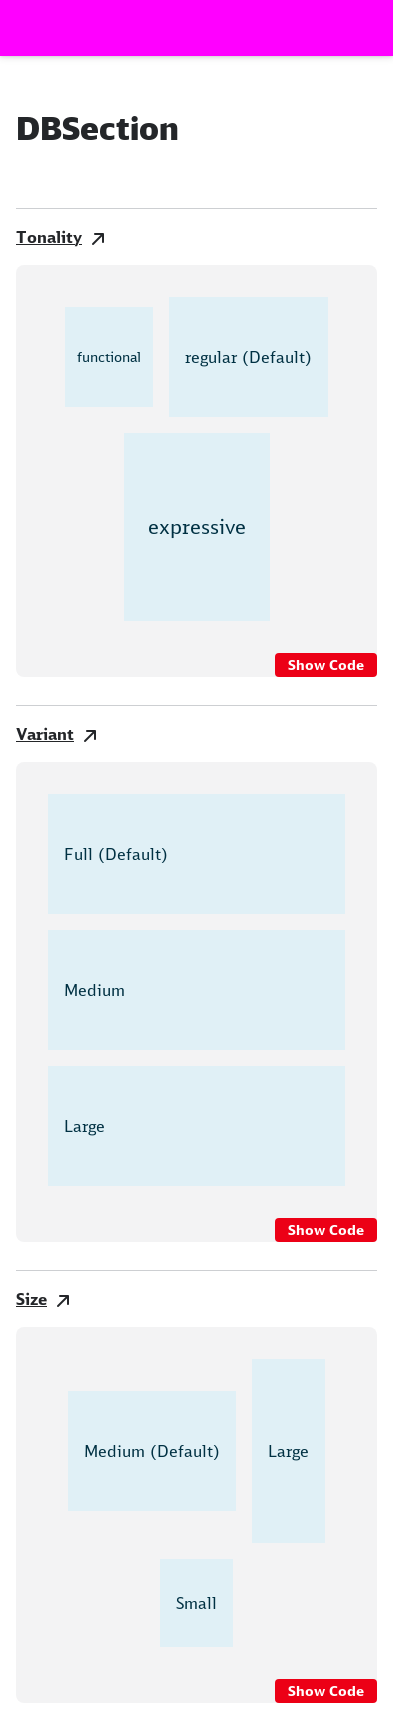 DBSection
Tonality
functional
regular (Default)
expressive
Show Code
Variant
Full (Default)
Medium
Large
Show Code
Size
Medium (Default)
Large
Small
Show Code